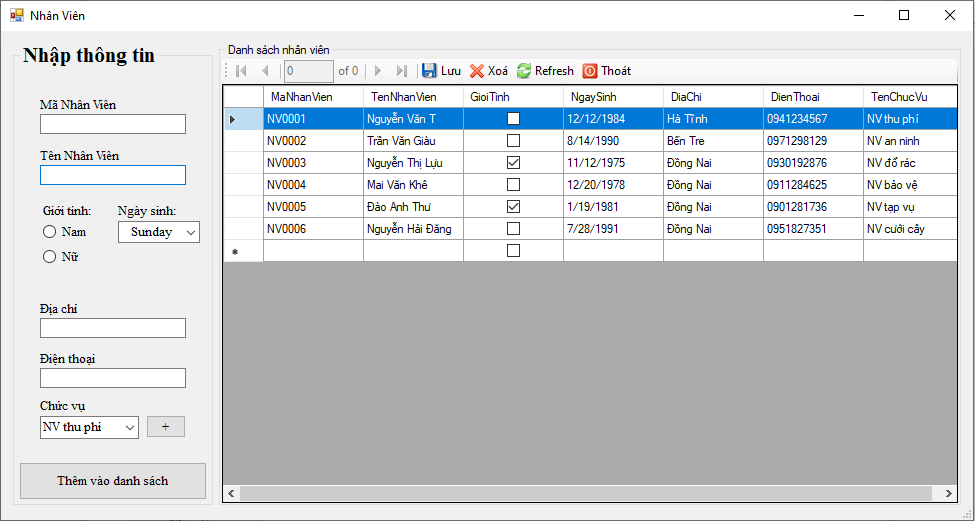 Nhân Viên
Nhập thông tin
Mã Nhân Viên
Tên Nhân Viên
Giới tính: Ngày sinh:
Nam Sunday
Nữ
Địa chỉ
Điện thoại
Chức vụ
NV thu phí +
Thêm vào danh sách
Danh sách nhân viên
0 of 0 Lưu Xoá Refresh Thoát
MaNhanVien TenNhanVien GioiTinh NgaySinh DiaChi DienThoai TenChucVu
NV0001 Nguyễn Văn T 12/12/1984 Hà Tĩnh 0941234567 NV thu phí
NV0002 Trần Văn Giàu 8/14/1990 Bến Tre 0971298129 NV an ninh
NV0003 Nguyễn Thị Lựu 11/12/1975 Đồng Nai 0930192876 NV đổ rác
NV0004 Mai Văn Khê 12/20/1978 Đồng Nai 0911284625 NV bảo vệ
NV0005 Đào Anh Thư 1/19/1981 Đồng Nai 0901281736 NV tạp vụ
NV0006 Nguyễn Hải Đăng 7/28/1991 Đồng Nai 0951827351 NV cưới cây